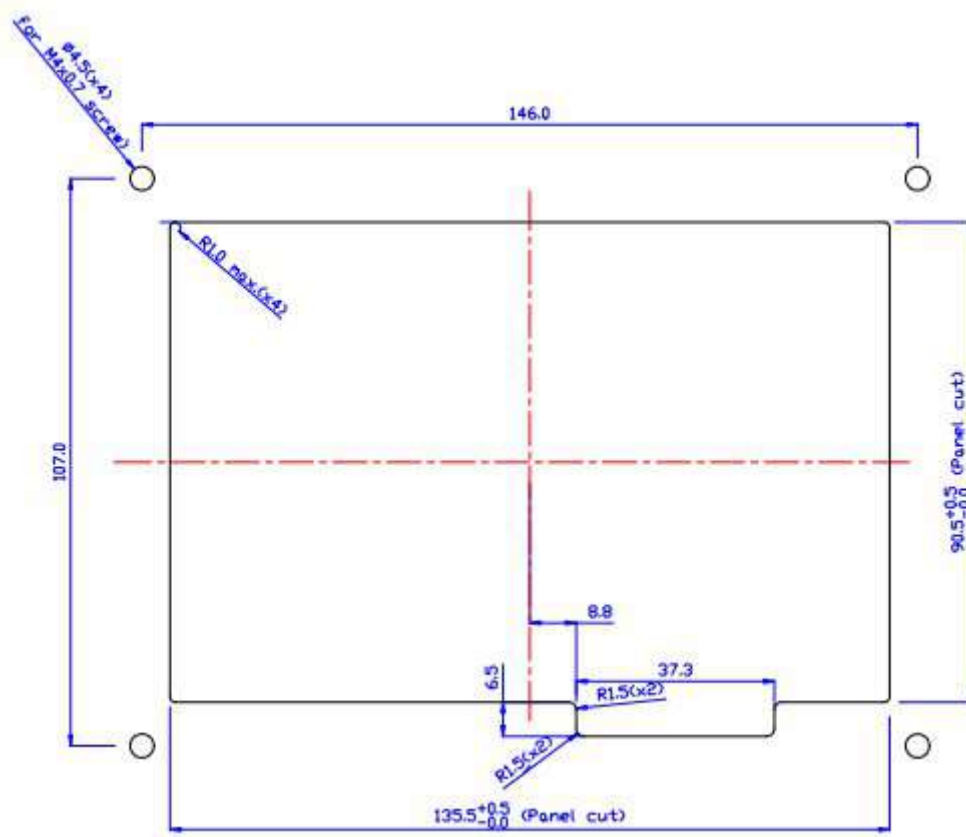 ø4.5(x4)
for M4x0.7 screw)
146.0
R1.0 max.(x4)
107.0
90.5 +0.5 -0.0 (Panel cut)
8.8
6.5
37.3
R1.5(x2)
R1.5(x2)
135.5 +0.5 -0.0 (Panel cut)